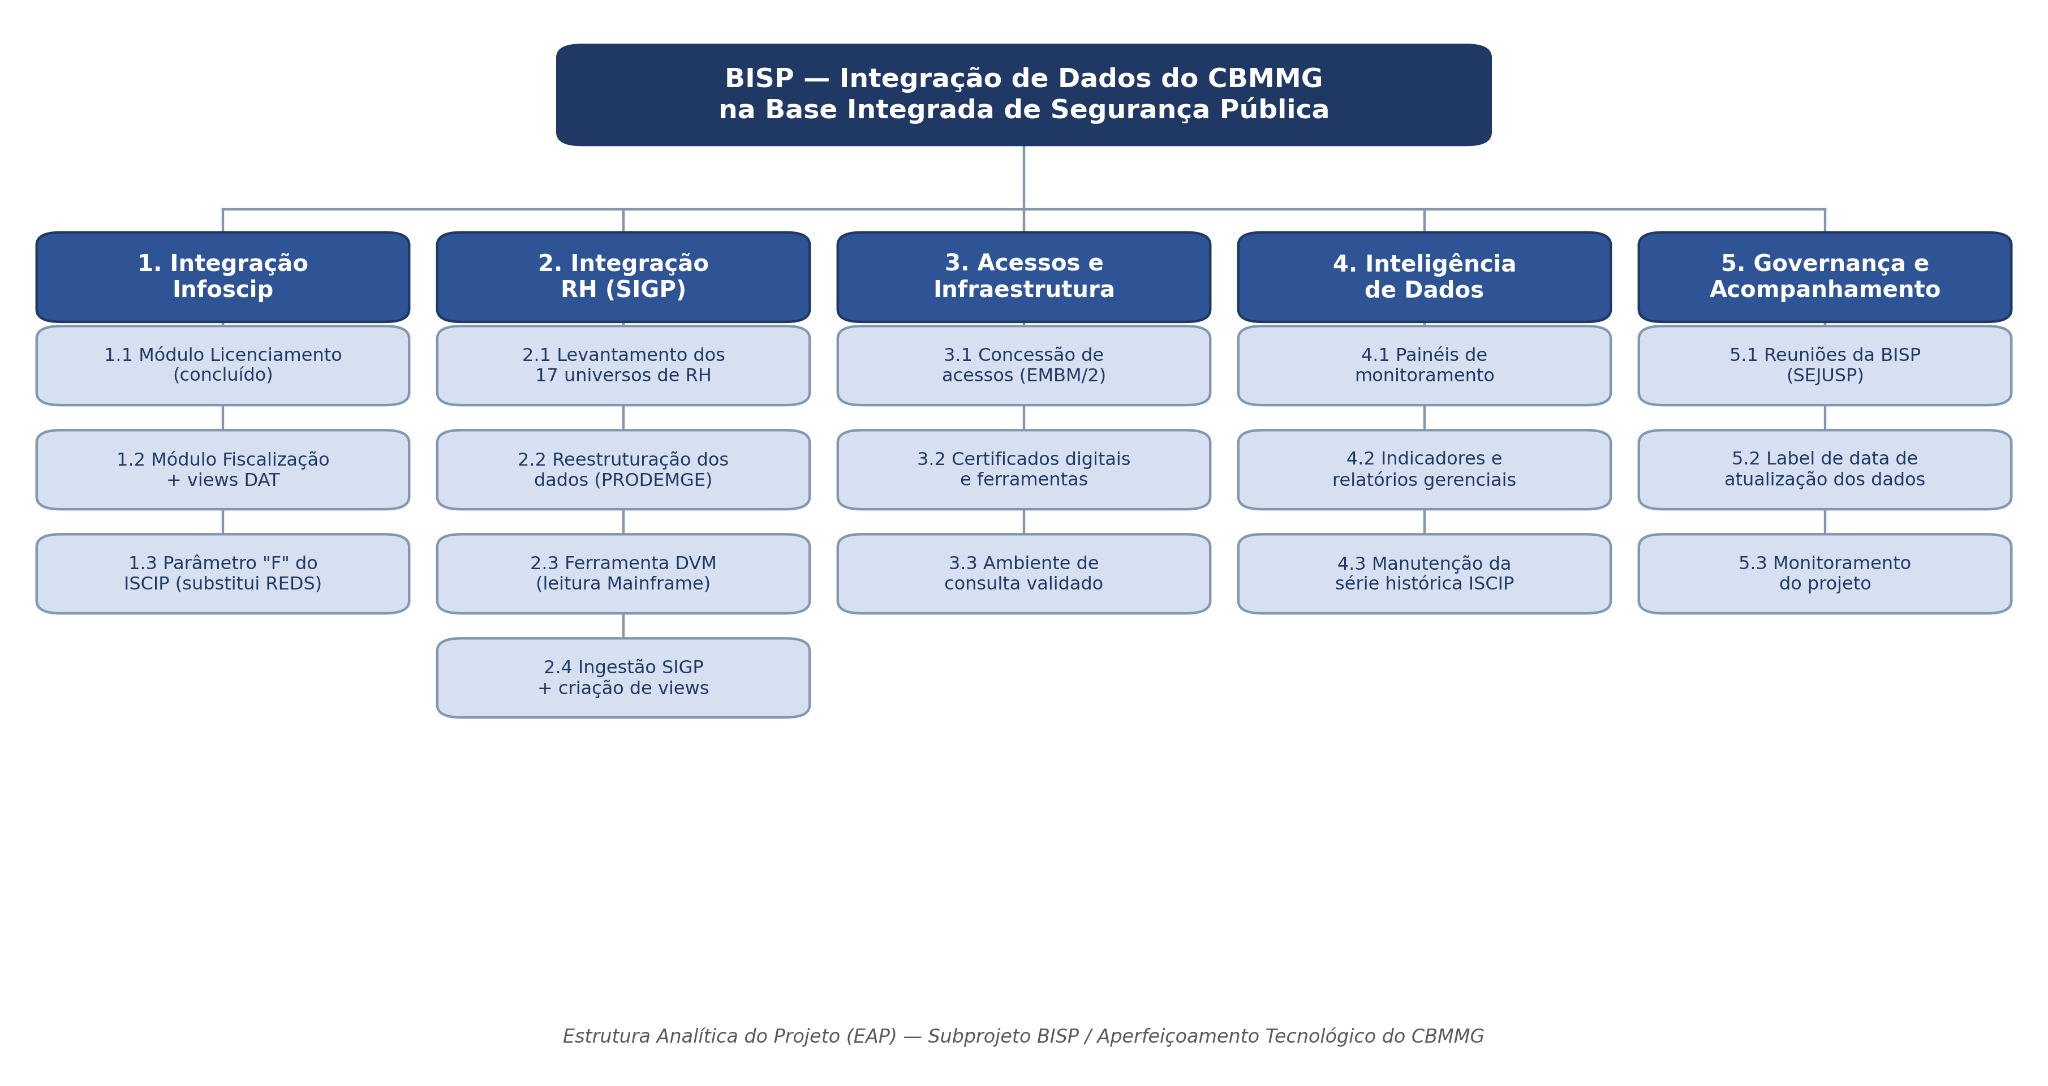 BISP — Integração de Dados do CBMMG
na Base Integrada de Segurança Pública
1. Integração
Infoscip
1.1 Módulo Licenciamento
(concluído)
1.2 Módulo Fiscalização
+ views DAT
1.3 Parâmetro "F" do
ISCIP (substitui REDS)
2. Integração
RH (SIGP)
2.1 Levantamento dos
17 universos de RH
2.2 Reestruturação dos
dados (PRODEMGE)
2.3 Ferramenta DVM
(leitura Mainframe)
2.4 Ingestão SIGP
+ criação de views
3. Acessos e
Infraestrutura
3.1 Concessão de
acessos (EMBM/2)
3.2 Certificados digitais
e ferramentas
3.3 Ambiente de
consulta validado
4. Inteligência
de Dados
4.1 Painéis de
monitoramento
4.2 Indicadores e
relatórios gerenciais
4.3 Manutenção da
série histórica ISCIP
5. Governança e
Acompanhamento
5.1 Reuniões da BISP
(SEJUSP)
5.2 Label de data de
atualização dos dados
5.3 Monitoramento
do projeto
Estrutura Analítica do Projeto (EAP) — Subprojeto BISP / Aperfeiçoamento Tecnológico do CBMMG